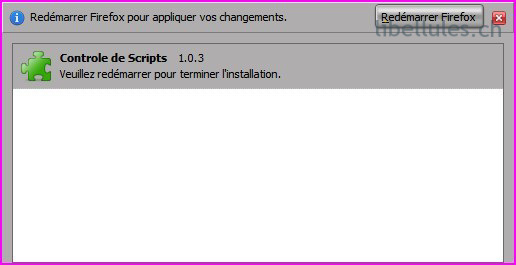 Redémarrer Firefox pour appliquer vos changements.
Redémarrer Firefox
libellules.ch
Controle de Scripts 1.0.3
Veuillez redémarrer pour terminer l'installation.